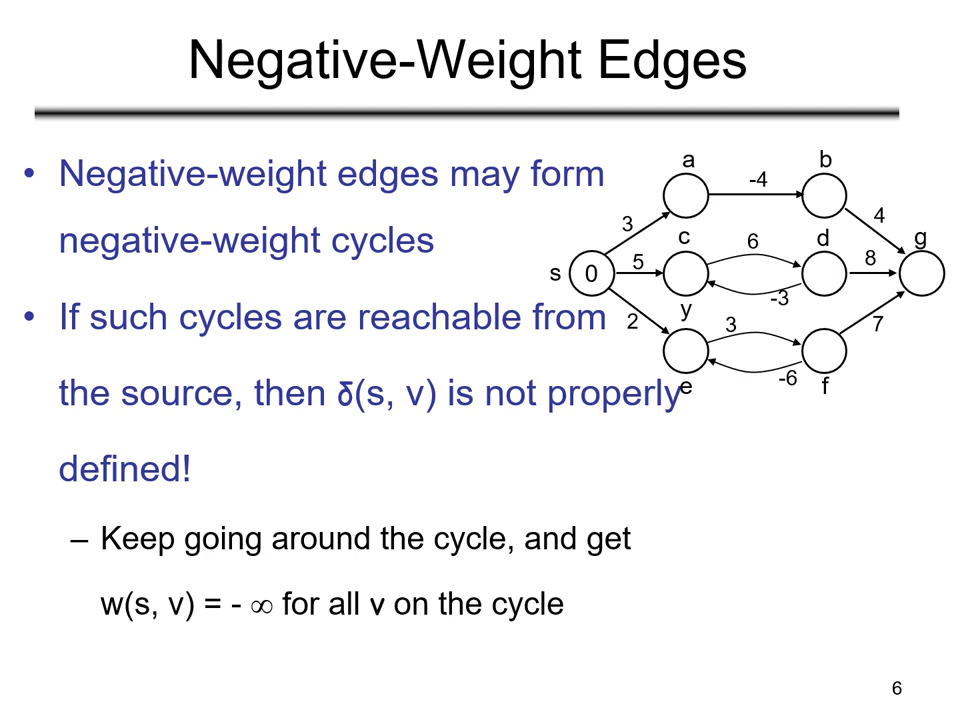 Negative-Weight Edges
• Negative-weight edges may form
negative-weight cycles
• If such cycles are reachable from
the source, then δ(s, v) is not properly
defined!
– Keep going around the cycle, and get
w(s, v) = - ∞ for all v on the cycle
a b
-4
3 4
c 6 d g
s 0 5 8
y -3
2 3 7
e -6 f
6